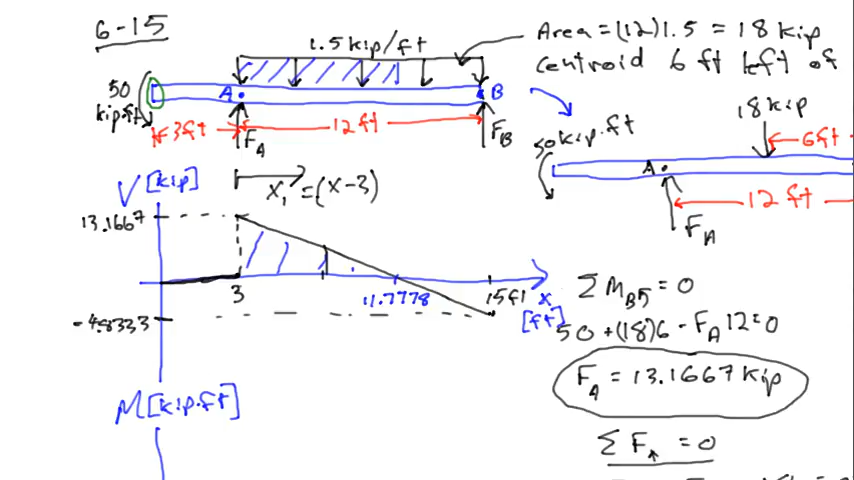 6-15
1.5 kip/ft
Area = (12)1.5 = 18 kip
centroid 6 ft left of
50 kip.ft
A
B
3ft
12 ft
F_A
F_B
50 kip.ft
18 kip
6ft
A
12 ft
F_A
V [kip]
x₁ = (x-3)
13.1667
3
11.7778
15ft
x [ft]
-4.8333
ΣM_B = 0
50 + (18)6 - F_A 12 = 0
F_A = 13.1667 kip
M [kip.ft]
ΣF = 0